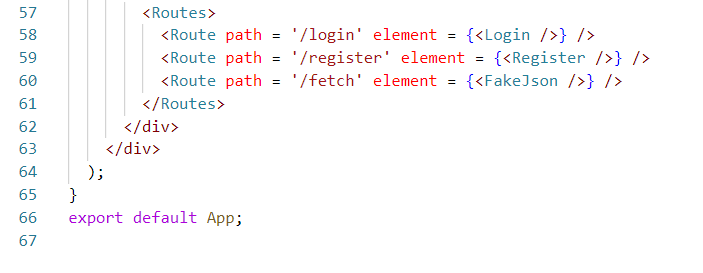 57 <Routes>
58 <Route path = '/login' element = {<Login />} />
59 <Route path = '/register' element = {<Register />} />
60 <Route path = '/fetch' element = {<FakeJson />} />
61 </Routes>
62 </div>
63 </div>
64 );
65 }
66 export default App;
67